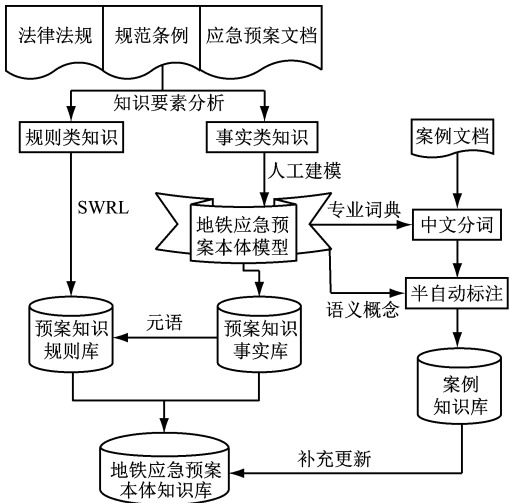 法律法规
规范条例
应急预案文档
知识要素分析
规则类知识
事实类知识
案例文档
人工建模
SWRL
地铁应急预
案本体模型
专业词典
中文分词
语义概念
半自动标注
预案知识
规则库
元语
预案知识
事实库
案例
知识库
地铁应急预案
本体知识库
补充更新